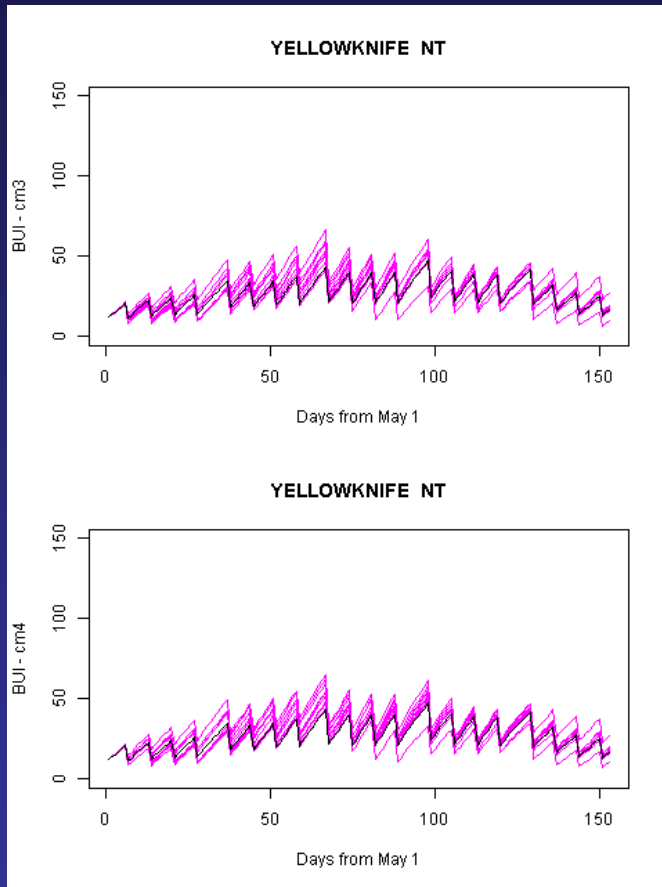 YELLOWKNIFE NT
150
100
50
0
BUI - cm3
0 50 100 150
Days from May 1
YELLOWKNIFE NT
150
100
50
0
BUI - cm4
0 50 100 150
Days from May 1